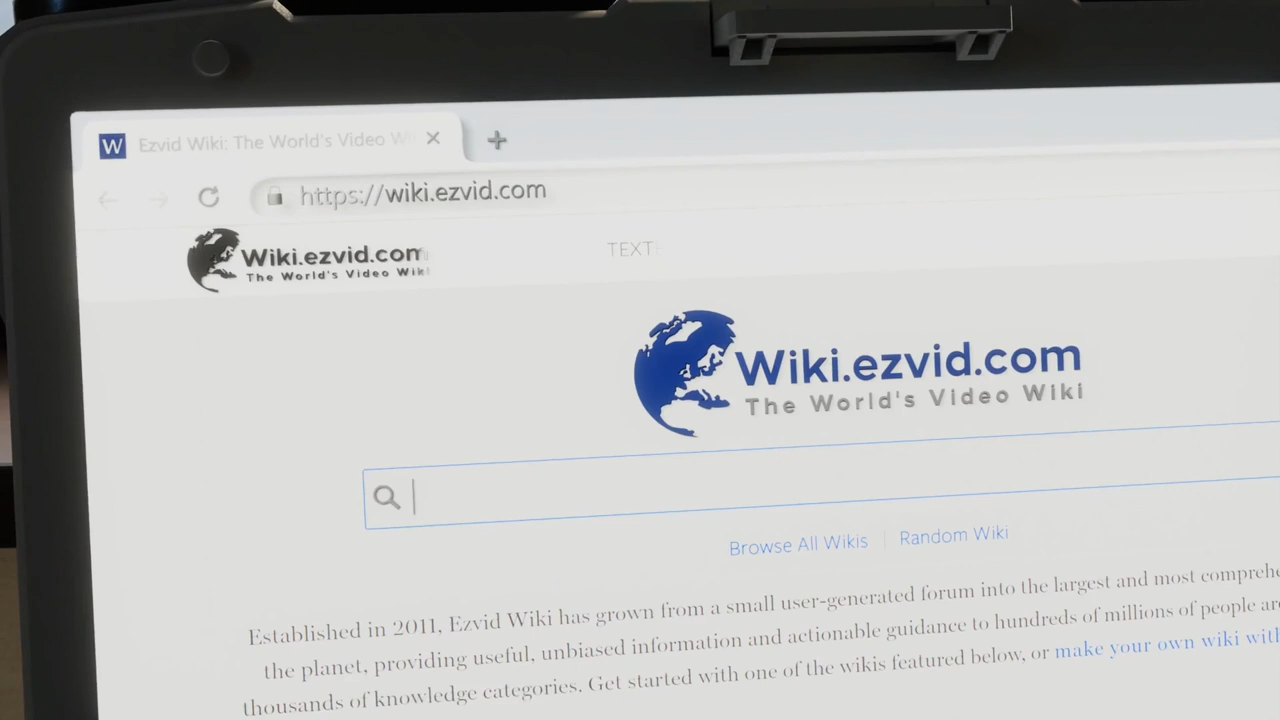 W Ezvid Wiki: The World's Video W
https://wiki.ezvid.com
Wiki.ezvid.com
The World's Video Wiki
TEXT
Wiki.ezvid.com
The World's Video Wiki
Browse All Wikis | Random Wiki
Established in 2011, Ezvid Wiki has grown from a small user-generated forum into the largest and most comprehe
the planet, providing useful, unbiased information and actionable guidance to hundreds of millions of people ar
thousands of knowledge categories. Get started with one of the wikis featured below, or make your own wiki with